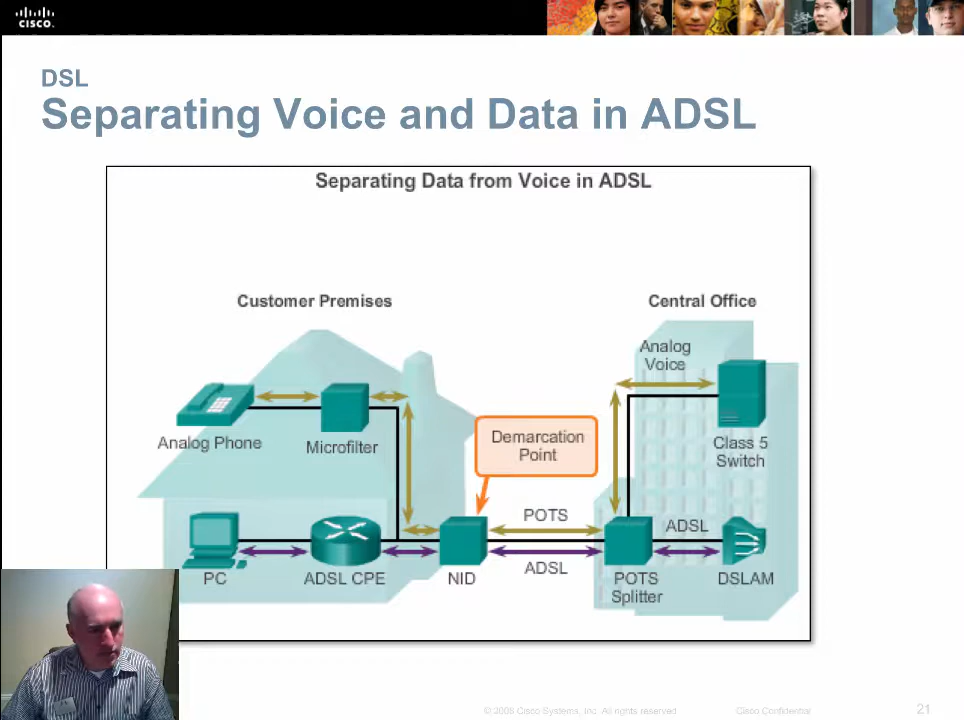 CISCO
DSL
Separating Voice and Data in ADSL
Separating Data from Voice in ADSL
Customer Premises
Central Office
Analog
Voice
Analog Phone
Microfilter
Demarcation
Point
Class 5
Switch
POTS
ADSL
PC
ADSL CPE
NID
ADSL
POTS
Splitter
DSLAM
© 2006 Cisco Systems, Inc. All rights reserved.
Cisco Confidential
21